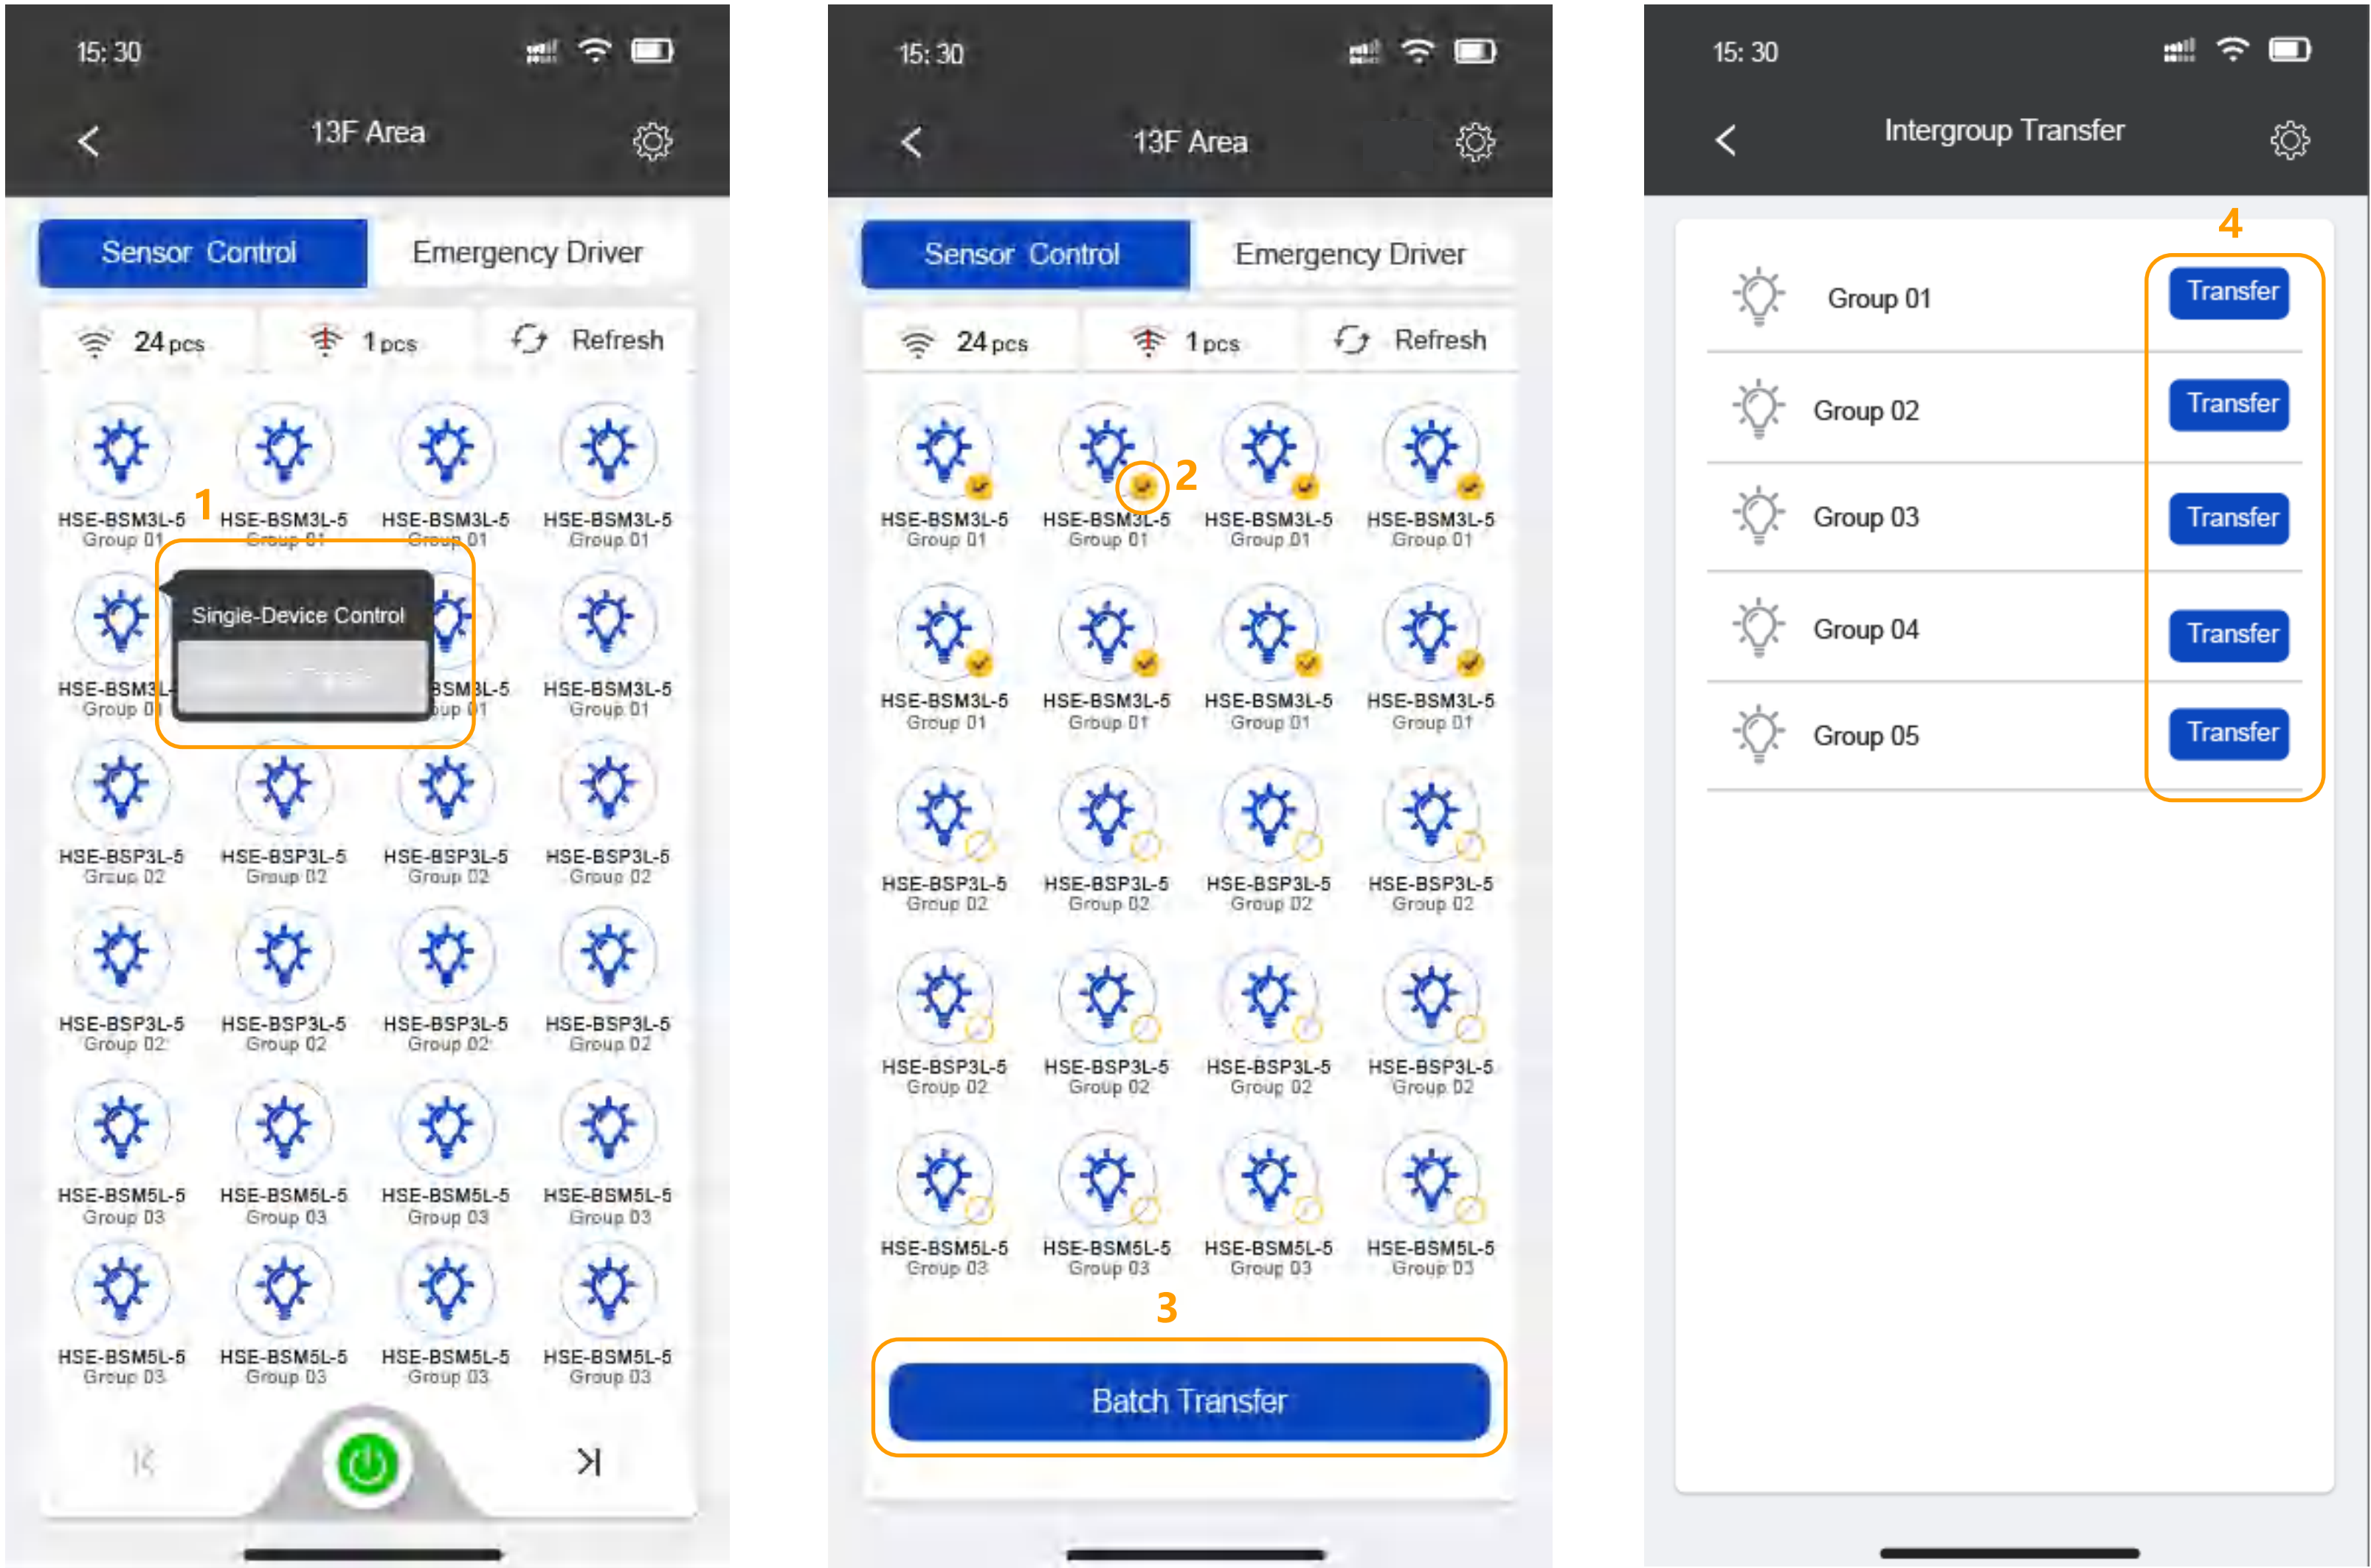 15: 30
13F Area
Sensor Control Emergency Driver
24 pcs 1 pcs Refresh
1
HSE-BSM3L-5 HSE-BSM3L-5 HSE-BSM3L-5 HSE-BSM3L-5
Group 01 Group 01 Group 01 Group 01
Single-Device Control
HSE-BSM3L- BSM3L-5 HSE-BSM3L-5
Group 01 oup 01 Group 01
HSE-BSP3L-5 HSE-BSP3L-5 HSE-BSP3L-5 HSE-BSP3L-5
Group 02 Group 02 Group 02 Group 02
HSE-BSP3L-5 HSE-BSP3L-5 HSE-BSP3L-5 HSE-BSP3L-5
Group 02 Group 02 Group 02 Group 02
HSE-BSM5L-5 HSE-BSM5L-5 HSE-BSM5L-5 HSE-BSM5L-5
Group 03 Group 03 Group 03 Group 03
HSE-BSM5L-5 HSE-BSM5L-5 HSE-BSM5L-5 HSE-BSM5L-5
Group 03 Group 03 Group 03 Group 03
15: 30
13F Area
Sensor Control Emergency Driver
24 pcs 1 pcs Refresh
2
HSE-BSM3L-5 HSE-BSM3L-5 HSE-BSM3L-5 HSE-BSM3L-5
Group 01 Group 01 Group 01 Group 01
HSE-BSM3L-5 HSE-BSM3L-5 HSE-BSM3L-5 HSE-BSM3L-5
Group 01 Group 01 Group 01 Group 01
HSE-BSP3L-5 HSE-BSP3L-5 HSE-BSP3L-5 HSE-BSP3L-5
Group 02 Group 02 Group 02 Group 02
HSE-BSP3L-5 HSE-BSP3L-5 HSE-BSP3L-5 HSE-BSP3L-5
Group 02 Group 02 Group 02 Group 02
HSE-BSM5L-5 HSE-BSM5L-5 HSE-BSM5L-5 HSE-BSM5L-5
Group 03 Group 03 Group 03 Group 03
3
Batch Transfer
15: 30
Intergroup Transfer
4
Group 01 Transfer
Group 02 Transfer
Group 03 Transfer
Group 04 Transfer
Group 05 Transfer